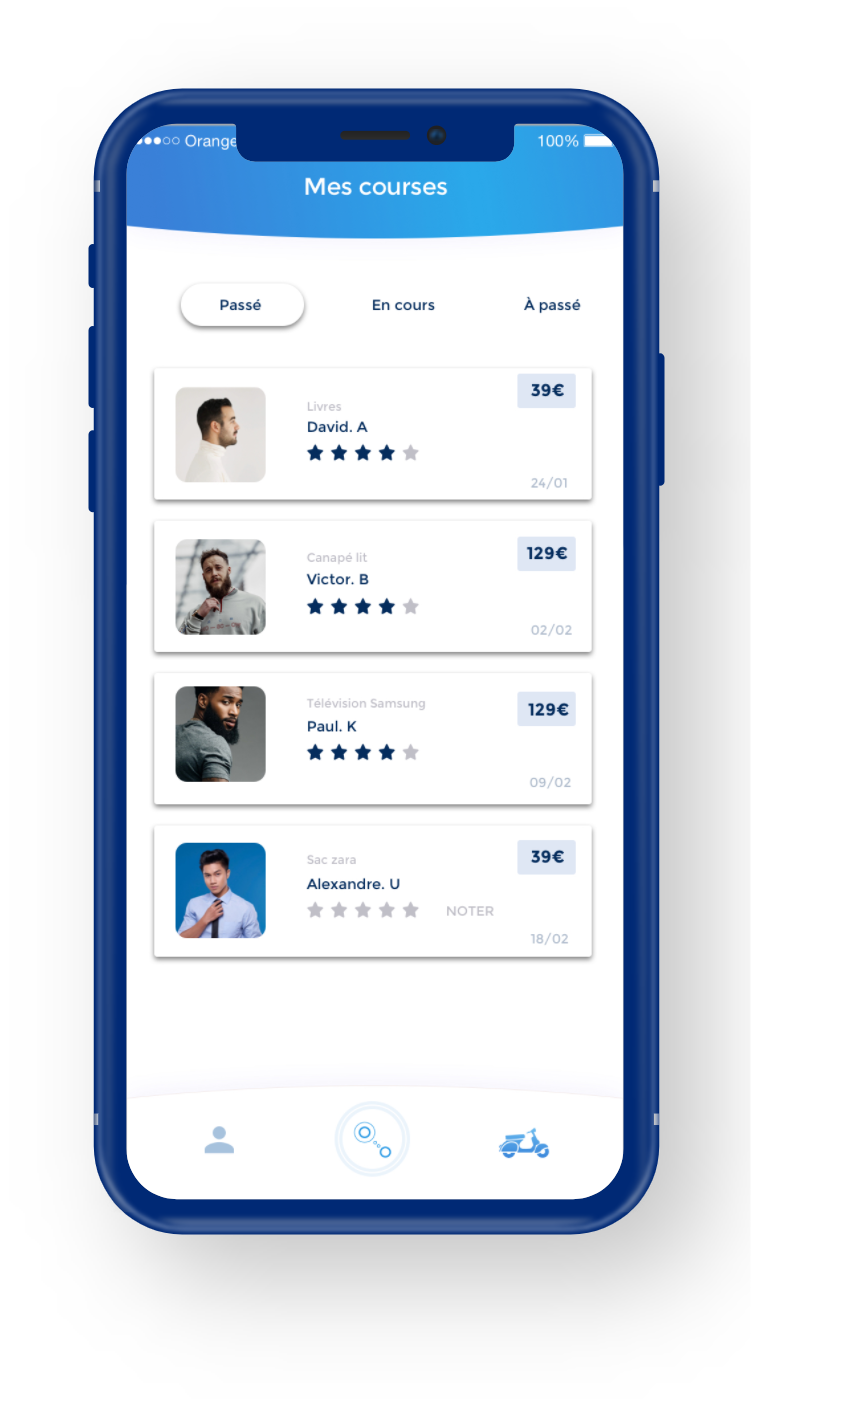 Orange
100%
Mes courses
Passé
En cours
À passé
39€
Livres
David. A
24/01
129€
Canapé lit
Victor. B
02/02
129€
Télévision Samsung
Paul. K
09/02
39€
Sac zara
Alexandre. U
NOTER
18/02